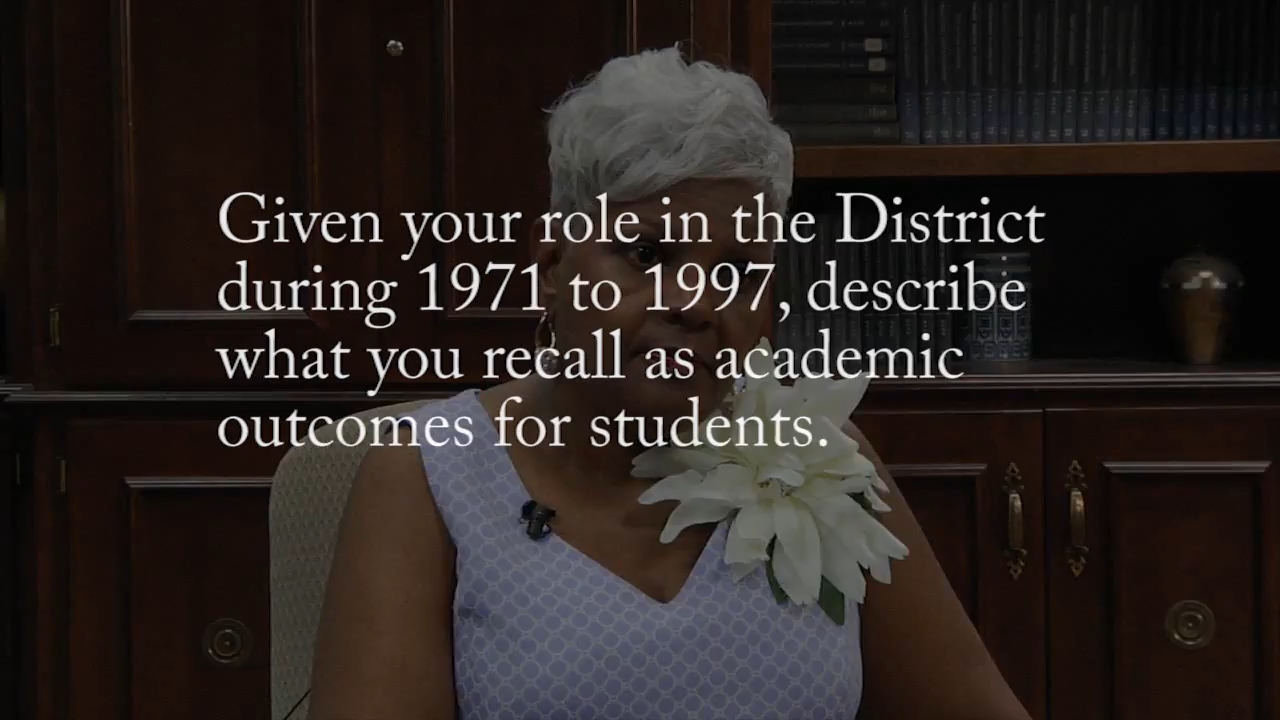 Given your role in the District
during 1971 to 1997, describe
what you recall as academic
outcomes for students.